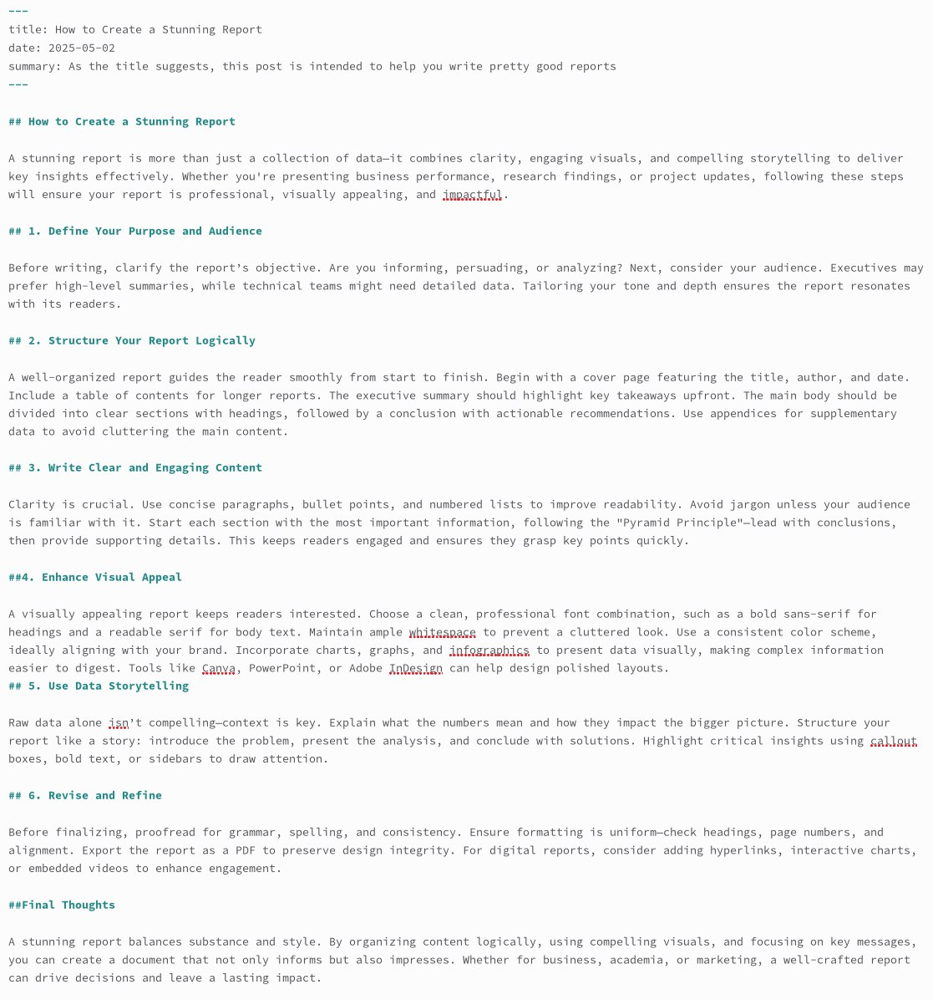 ---
title: How to Create a Stunning Report
date: 2025-05-02
summary: As the title suggests, this post is intended to help you write pretty good reports
---
## How to Create a Stunning Report
A stunning report is more than just a collection of data—it combines clarity, engaging visuals, and compelling storytelling to deliver
key insights effectively. Whether you're presenting business performance, research findings, or project updates, following these steps
will ensure your report is professional, visually appealing, and impactful.
## 1. Define Your Purpose and Audience
Before writing, clarify the report’s objective. Are you informing, persuading, or analyzing? Next, consider your audience. Executives may
prefer high-level summaries, while technical teams might need detailed data. Tailoring your tone and depth ensures the report resonates
with its readers.
## 2. Structure Your Report Logically
A well-organized report guides the reader smoothly from start to finish. Begin with a cover page featuring the title, author, and date.
Include a table of contents for longer reports. The executive summary should highlight key takeaways upfront. The main body should be
divided into clear sections with headings, followed by a conclusion with actionable recommendations. Use appendices for supplementary
data to avoid cluttering the main content.
## 3. Write Clear and Engaging Content
Clarity is crucial. Use concise paragraphs, bullet points, and numbered lists to improve readability. Avoid jargon unless your audience
is familiar with it. Start each section with the most important information, following the "Pyramid Principle"—lead with conclusions,
then provide supporting details. This keeps readers engaged and ensures they grasp key points quickly.
##4. Enhance Visual Appeal
A visually appealing report keeps readers interested. Choose a clean, professional font combination, such as a bold sans-serif for
headings and a readable serif for body text. Maintain ample whitespace to prevent a cluttered look. Use a consistent color scheme,
ideally aligning with your brand. Incorporate charts, graphs, and infographics to present data visually, making complex information
easier to digest. Tools like Canva, PowerPoint, or Adobe InDesign can help design polished layouts.
## 5. Use Data Storytelling
Raw data alone isn’t compelling—context is key. Explain what the numbers mean and how they impact the bigger picture. Structure your
report like a story: introduce the problem, present the analysis, and conclude with solutions. Highlight critical insights using callout
boxes, bold text, or sidebars to draw attention.
## 6. Revise and Refine
Before finalizing, proofread for grammar, spelling, and consistency. Ensure formatting is uniform—check headings, page numbers, and
alignment. Export the report as a PDF to preserve design integrity. For digital reports, consider adding hyperlinks, interactive charts,
or embedded videos to enhance engagement.
##Final Thoughts
A stunning report balances substance and style. By organizing content logically, using compelling visuals, and focusing on key messages,
you can create a document that not only informs but also impresses. Whether for business, academia, or marketing, a well-crafted report
can drive decisions and leave a lasting impact.